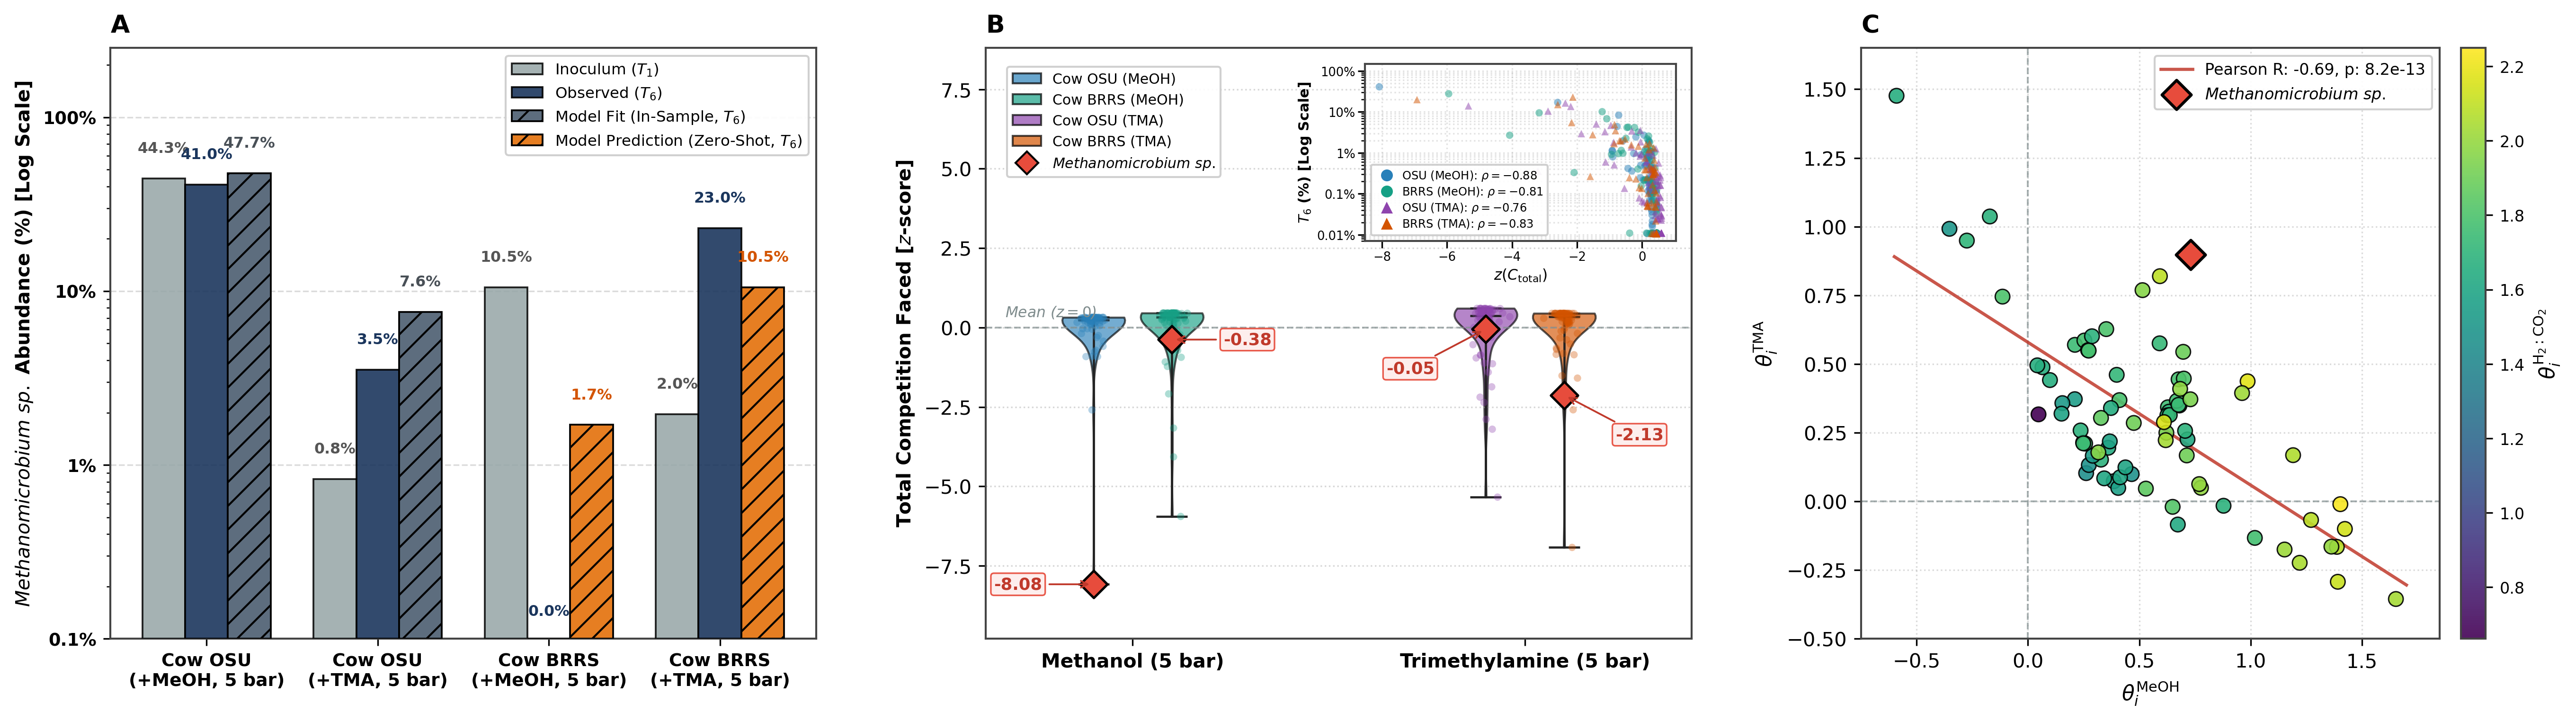 A
Methanomicrobium sp. Abundance (%) [Log Scale]
100%
10%
1%
0.1%
Inoculum (T₁)
Observed (T₆)
Model Fit (In-Sample, T₆)
Model Prediction (Zero-Shot, T₆)
44.3%
41.0%
47.7%
0.8%
3.5%
7.6%
10.5%
0.0%
1.7%
2.0%
23.0%
10.5%
Cow OSU
(+MeOH, 5 bar)
Cow OSU
(+TMA, 5 bar)
Cow BRRS
(+MeOH, 5 bar)
Cow BRRS
(+TMA, 5 bar)
B
Total Competition Faced [z-score]
7.5
5.0
2.5
0.0
−2.5
−5.0
−7.5
Cow OSU (MeOH)
Cow BRRS (MeOH)
Cow OSU (TMA)
Cow BRRS (TMA)
Methanomicrobium sp.
Mean (z = 0)
-8.08
-0.38
-0.05
-2.13
Methanol (5 bar)
Trimethylamine (5 bar)
T₆ (%) [Log Scale]
100%
10%
1%
0.1%
0.01%
OSU (MeOH): ρ = −0.88
BRRS (MeOH): ρ = −0.81
OSU (TMA): ρ = −0.76
BRRS (TMA): ρ = −0.83
−8
−6
−4
−2
0
z(C_total)
C
θ_i^TMA
1.50
1.25
1.00
0.75
0.50
0.25
0.00
−0.25
−0.50
Pearson R: -0.69, p: 8.2e-13
Methanomicrobium sp.
−0.5
0.0
0.5
1.0
1.5
θ_i^MeOH
2.2
2.0
1.8
1.6
1.4
1.2
1.0
0.8
θ_i^H₂:CO₂